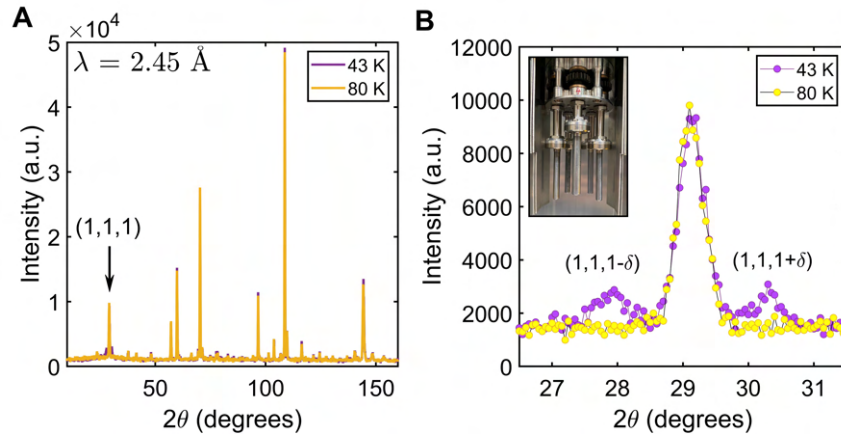 A
×10⁴
λ = 2.45 Å
43 K
80 K
(1,1,1)
Intensity (a.u.)
5
4
3
2
1
0
50
100
150
2θ (degrees)
B
43 K
80 K
(1,1,1-δ)
(1,1,1+δ)
Intensity (a.u.)
12000
10000
8000
6000
4000
2000
0
27
28
29
30
31
2θ (degrees)